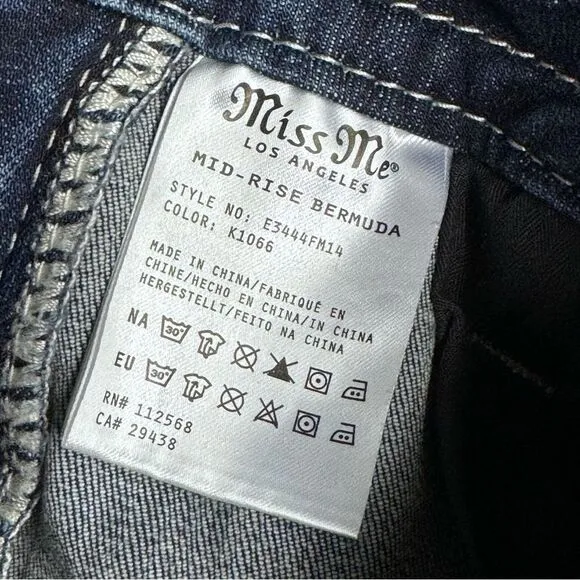 Miss Me®
LOS ANGELES
MID-RISE BERMUDA
STYLE NO: E3444FM14
COLOR: K1066
MADE IN CHINA/FABRIQUÉ EN
CHINE/HECHO EN CHINA/IN CHINA
HERGESTELLT/FEITO NA CHINA
NA 30°
EU 30°
RN# 112568
CA# 29438